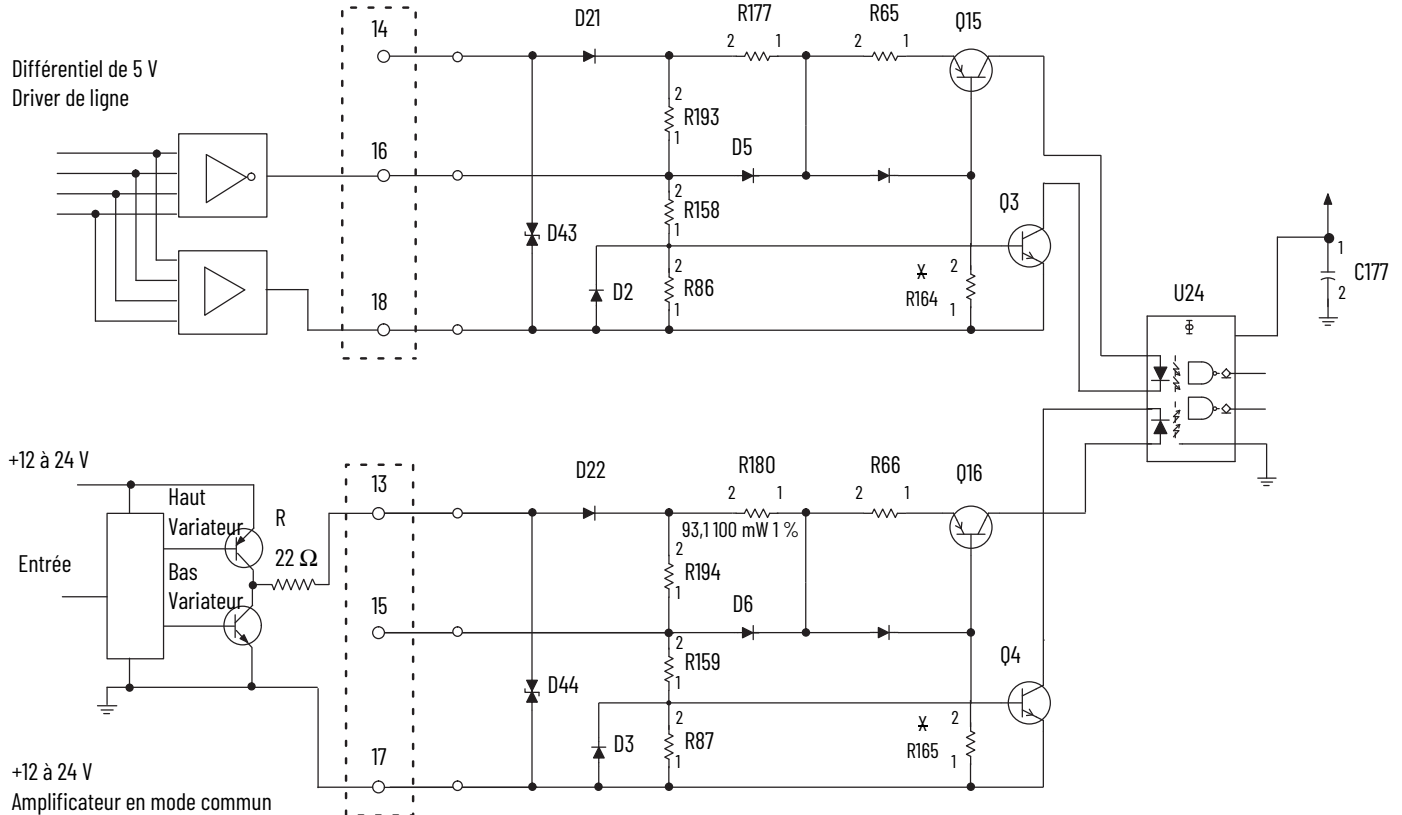 14
D21
R177
R65
Q15
2
1
2
1
Différentiel de 5 V
Driver de ligne
2
R193
1
16
D5
2
R158
1
Q3
D43
2
R86
1
D2
2
R164
1
18
1
C177
2
U24
+12 à 24 V
Haut
Variateur
R
22 Ω
Entrée
Bas
Variateur
13
D22
R180
R66
Q16
2
1
2
1
93,1 100 mW 1 %
2
R194
1
15
D6
2
R159
1
Q4
D44
2
R87
1
D3
2
R165
1
17
+12 à 24 V
Amplificateur en mode commun